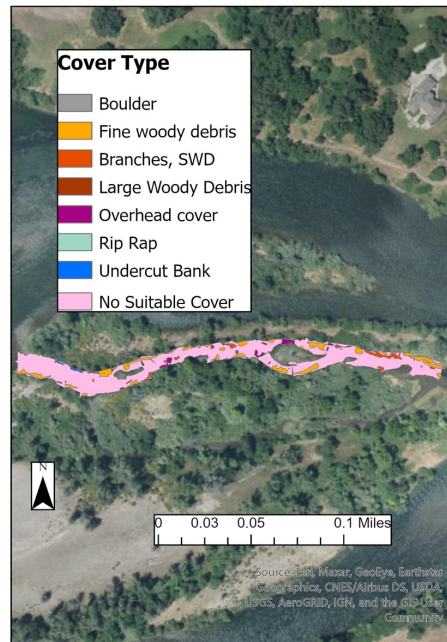 Cover Type
Boulder
Fine woody debris
Branches, SWD
Large Woody Debris
Overhead cover
Rip Rap
Undercut Bank
No Suitable Cover
N
0 0.03 0.05 0.1 Miles
Source: Esri, Maxar, GeoEye, Earthstar
Geographics, CNES/Airbus DS, USDA,
USGS, AeroGRID, IGN, and the GIS User
Community